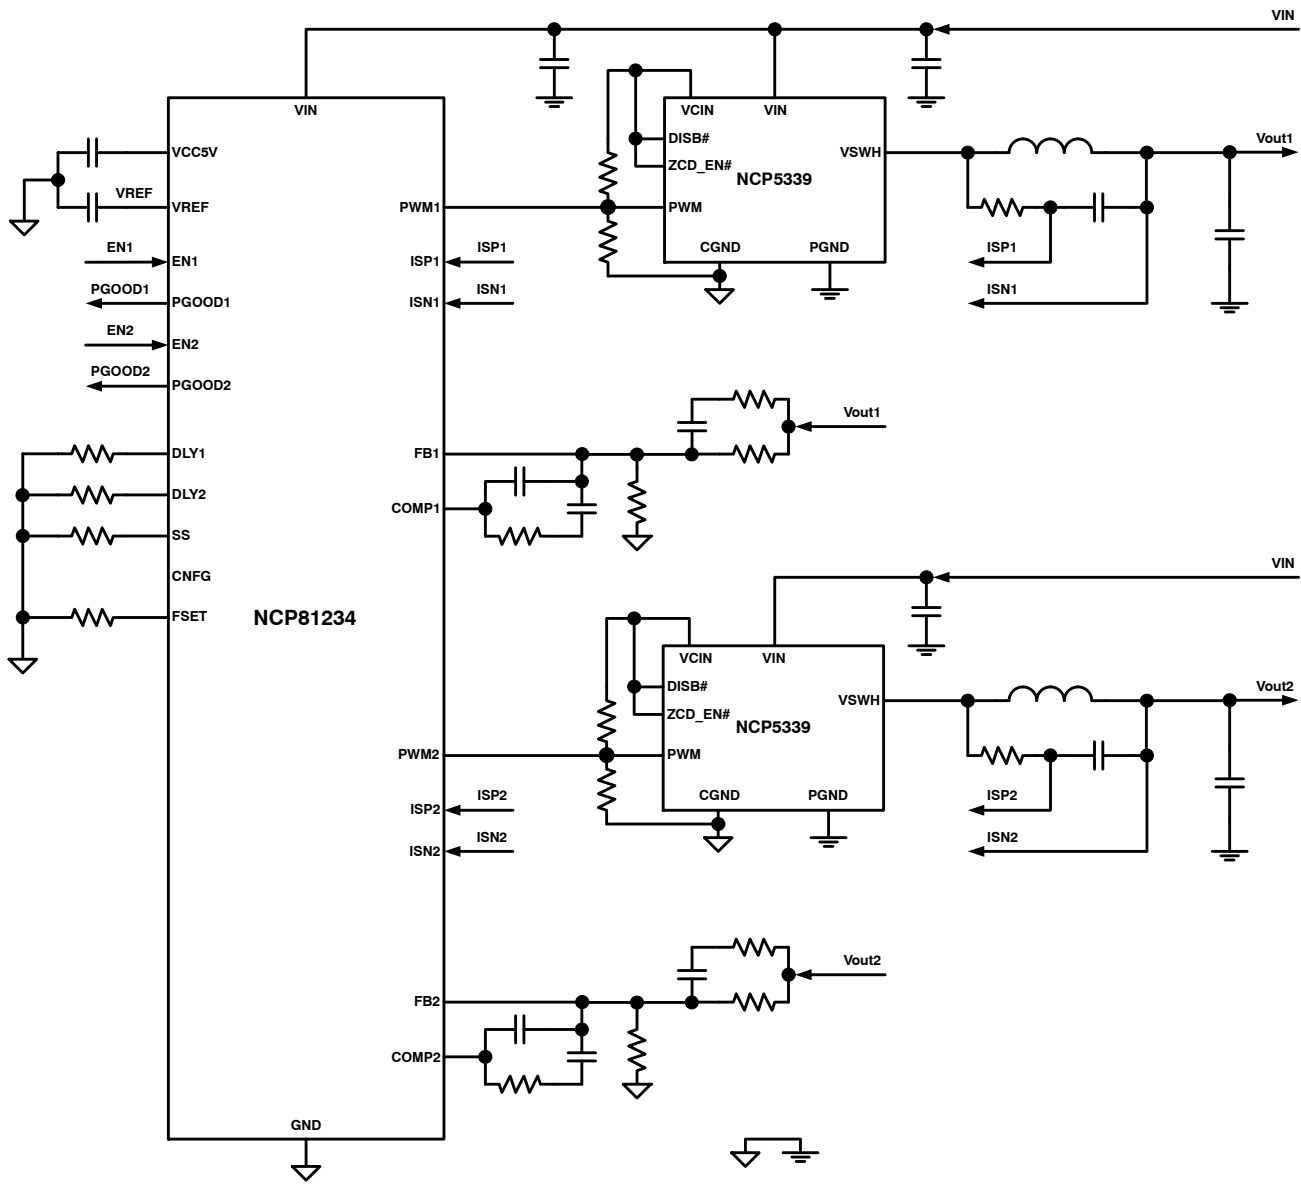 VIN
VIN
VCIN
VIN
VCC5V
DISB#
VSWH
Vout1
ZCD_EN#
NCP5339
VREF
VREF
PWM1
PWM
EN1
EN1
ISP1
ISP1
CGND
PGND
ISP1
PGOOD1
PGOOD1
ISN1
ISN1
ISN1
EN2
EN2
PGOOD2
PGOOD2
Vout1
DLY1
FB1
DLY2
COMP1
SS
CNFG
VIN
FSET
NCP81234
VCIN
VIN
DISB#
VSWH
Vout2
ZCD_EN#
NCP5339
PWM2
PWM
ISP2
ISP2
CGND
PGND
ISP2
ISN2
ISN2
ISN2
Vout2
FB2
COMP2
GND